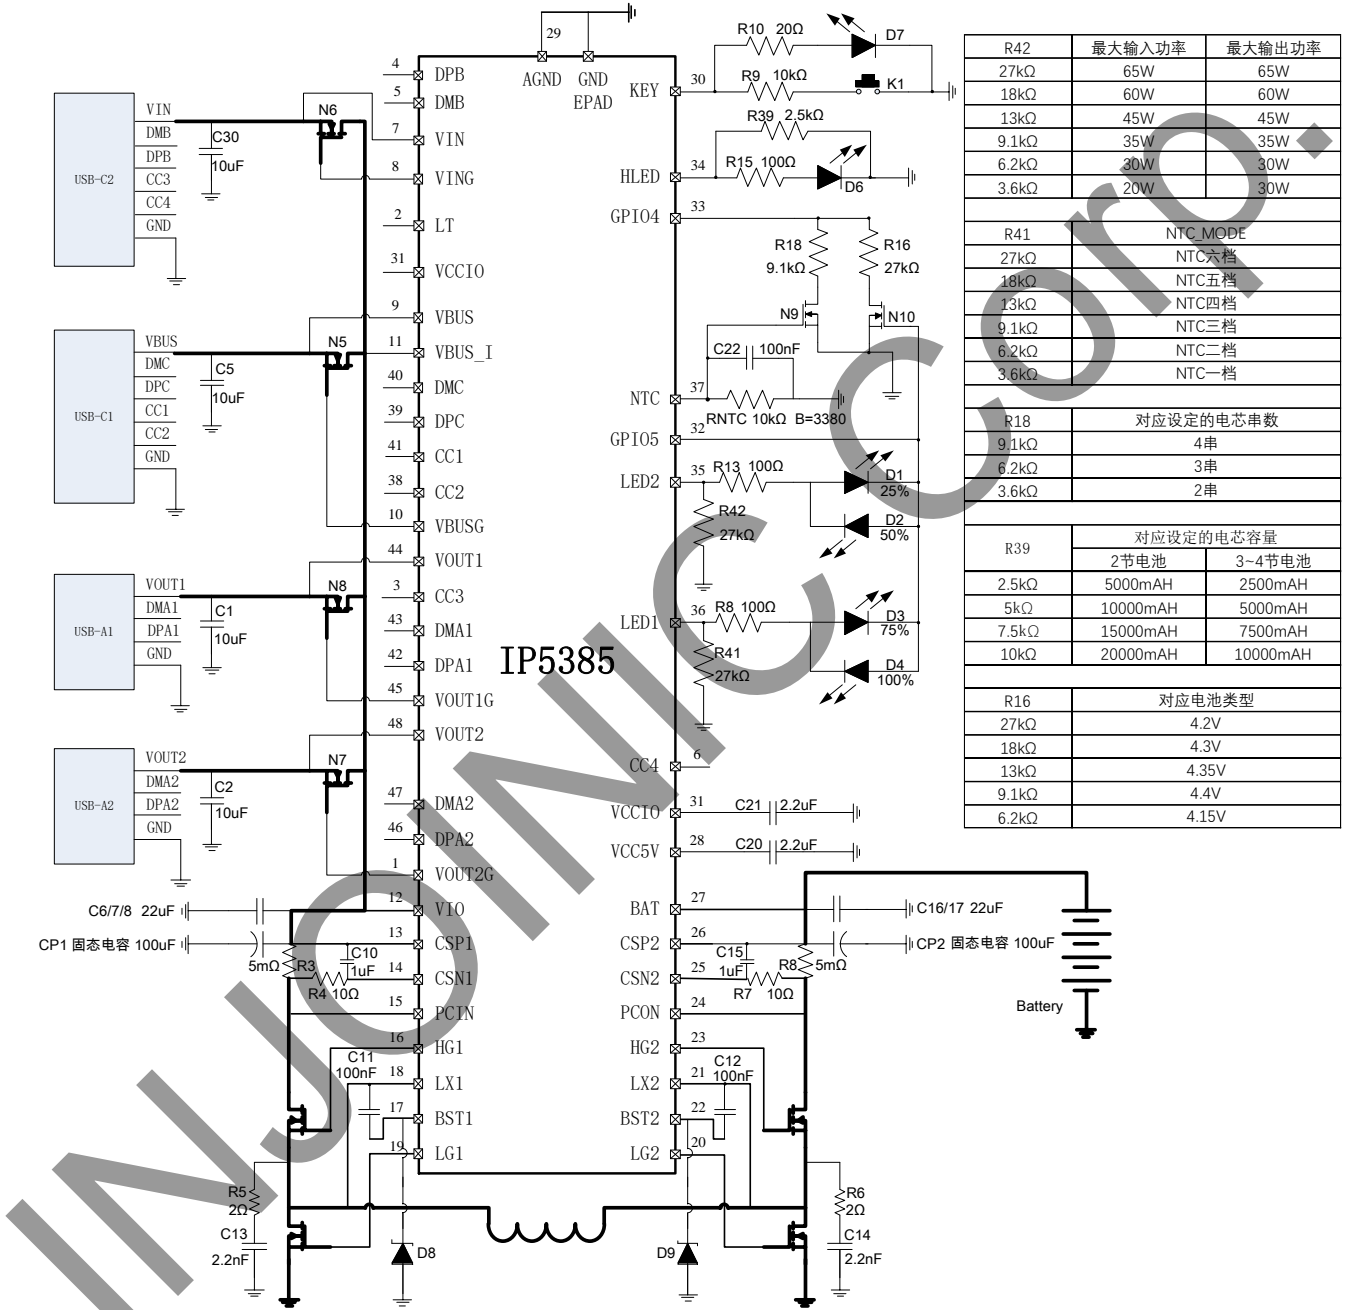 29
AGND
GND
EPAD
IP5385
INJOINIC Corp.
USB-C2
VIN
DMB
DPB
CC3
CC4
GND
C30
10uF
N6
USB-C1
VBUS
DMC
DPC
CC1
CC2
GND
C5
10uF
N5
USB-A1
VOUT1
DMA1
DPA1
GND
C1
10uF
N8
USB-A2
VOUT2
DMA2
DPA2
GND
C2
10uF
N7
4 DPB
5 DMB
7 VIN
8 VING
2 LT
31 VCCIO
9 VBUS
11 VBUS_I
40 DMC
39 DPC
41 CC1
38 CC2
10 VBUSG
44 VOUT1
3 CC3
43 DMA1
42 DPA1
45 VOUT1G
48 VOUT2
47 DMA2
46 DPA2
1 VOUT2G
12 VIO
13 CSP1
14 CSN1
15 PCIN
16 HG1
18 LX1
17 BST1
19 LG1
C6/7/8 22uF
CP1 固态电容 100uF
5mΩ R3
C10
1uF
R4 10Ω
C11
100nF
R5
2Ω
C13
2.2nF
D8
KEY 30
HLED 34
GPIO4 33
NTC 37
GPIO5 32
LED2 35
LED1 36
CC4 6
VCCIO 31
VCC5V 28
BAT 27
CSP2 26
CSN2 25
PCON 24
HG2 23
LX2 21
BST2 22
LG2 20
R10 20Ω
D7
R9 10kΩ
K1
R39 2.5kΩ
R15 100Ω
D6
R18
9.1kΩ
R16
27kΩ
N9
N10
C22 100nF
RNTC 10kΩ B=3380
R13 100Ω
D1
25%
R42
27kΩ
D2
50%
R8 100Ω
D3
75%
R41
27kΩ
D4
100%
C21 2.2uF
C20 2.2uF
C16/17 22uF
CP2 固态电容 100uF
C15
1uF
R8
5mΩ
R7 10Ω
Battery
C12
100nF
R6
2Ω
C14
2.2nF
D9
R42 最大输入功率 最大输出功率
27kΩ 65W 65W
18kΩ 60W 60W
13kΩ 45W 45W
9.1kΩ 35W 35W
6.2kΩ 30W 30W
3.6kΩ 20W 30W
R41 NTC_MODE
27kΩ NTC六档
18kΩ NTC五档
13kΩ NTC四档
9.1kΩ NTC三档
6.2kΩ NTC二档
3.6kΩ NTC一档
R18 对应设定的电芯串数
9.1kΩ 4串
6.2kΩ 3串
3.6kΩ 2串
R39 对应设定的电芯容量
2节电池 3~4节电池
2.5kΩ 5000mAH 2500mAH
5kΩ 10000mAH 5000mAH
7.5kΩ 15000mAH 7500mAH
10kΩ 20000mAH 10000mAH
R16 对应电池类型
27kΩ 4.2V
18kΩ 4.3V
13kΩ 4.35V
9.1kΩ 4.4V
6.2kΩ 4.15V